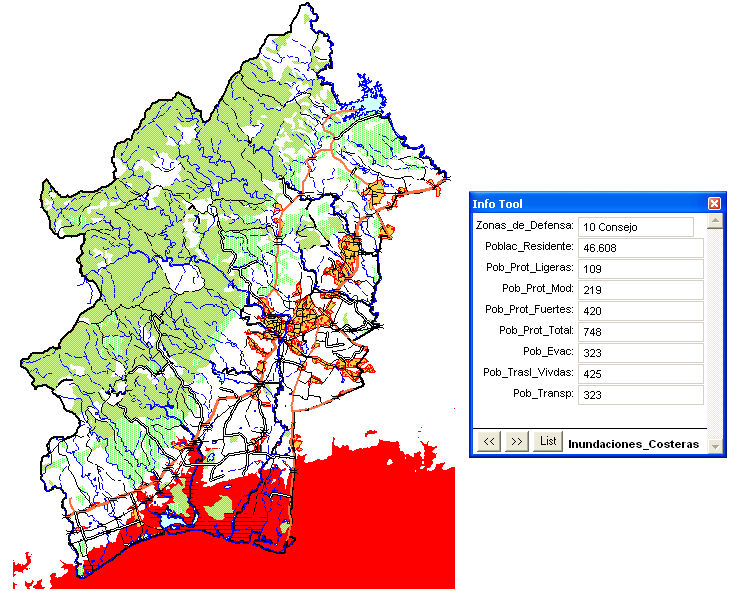 Info Tool
Zonas_de_Defensa: 10 Consejo
Poblac_Residente: 46.608
Pob_Prot_Ligeras: 109
Pob_Prot_Mod: 219
Pob_Prot_Fuertes: 420
Pob_Prot_Total: 748
Pob_Evac: 323
Pob_Trasl_Vivdas: 425
Pob_Transp: 323
<< >> List Inundaciones_Costeras